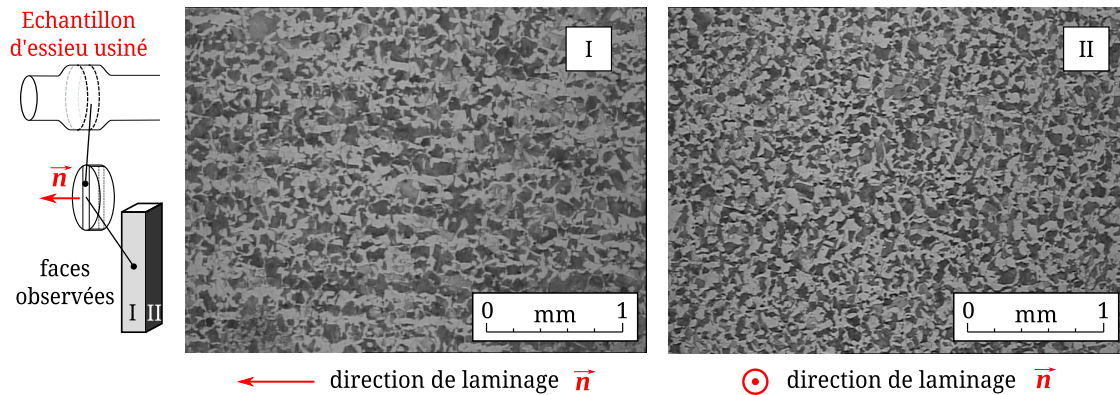 Echantillon
d'essieu usiné
n
faces
observées
I
II
I
0 mm 1
direction de laminage n
II
0 mm 1
direction de laminage n